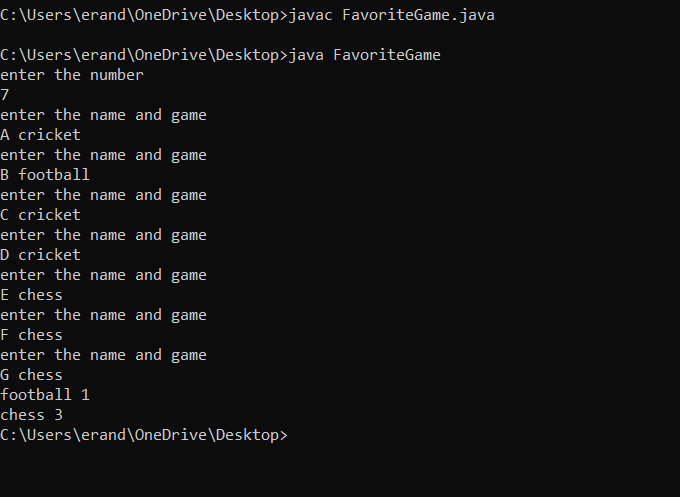 C:\Users\erand\OneDrive\Desktop>javac FavoriteGame.java
C:\Users\erand\OneDrive\Desktop>java FavoriteGame
enter the number
7
enter the name and game
A cricket
enter the name and game
B football
enter the name and game
C cricket
enter the name and game
D cricket
enter the name and game
E chess
enter the name and game
F chess
enter the name and game
G chess
football 1
chess 3
C:\Users\erand\OneDrive\Desktop>